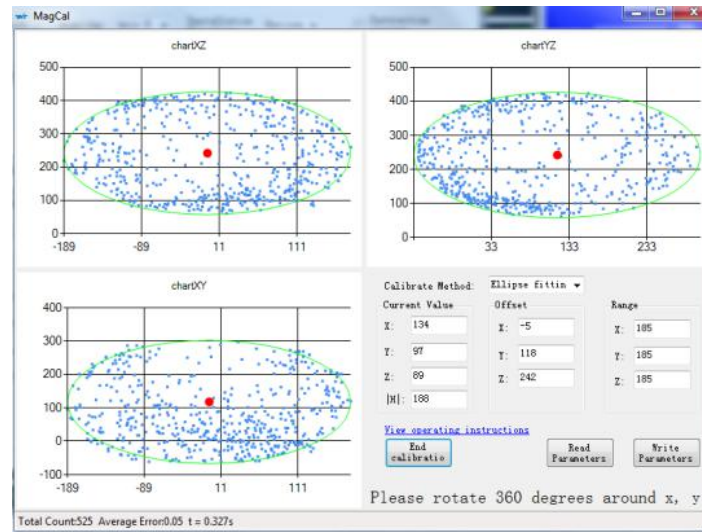 MagCal
chartXZ
500
400
300
200
100
0
-189 -89 11 111
chartYZ
500
400
300
200
100
0
33 133 233
chartXY
400
300
200
100
0
-100
-189 -89 11 111
Calibrate Method: Ellipse fittin
Current Value Offset Range
X: 134 X: -5 X: 185
Y: 97 Y: 118 Y: 185
Z: 89 Z: 242 Z: 185
|H|: 188
View operating instructions
End calibratio
Read Parameters
Write Parameters
Please rotate 360 degrees around x, y
Total Count:525 Average Error:0.05 t = 0.327s